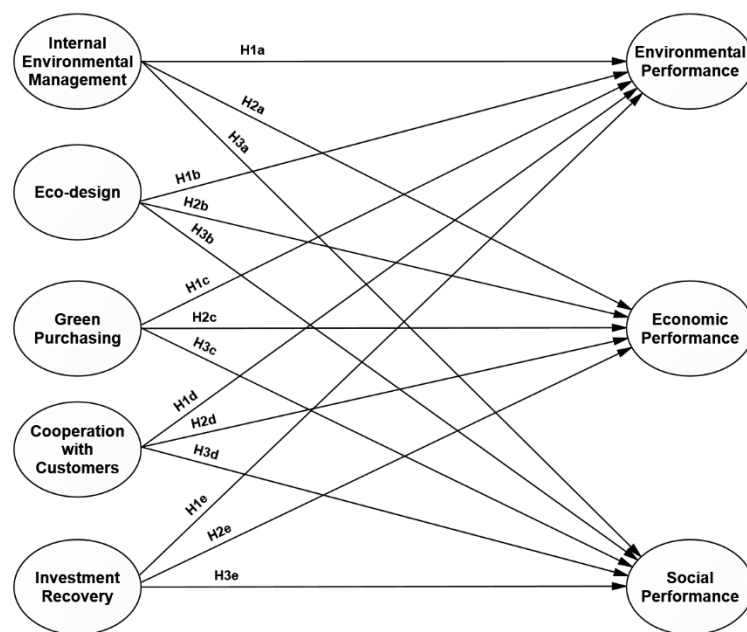 Internal
Environmental
Management
H1a
Environmental
Performance
H2a
H3a
Eco-design
H1b
H2b
H3b
Green
Purchasing
H1c
H2c
H3c
Economic
Performance
Cooperation
with
Customers
H1d
H2d
H3d
Investment
Recovery
H1e
H2e
H3e
Social
Performance